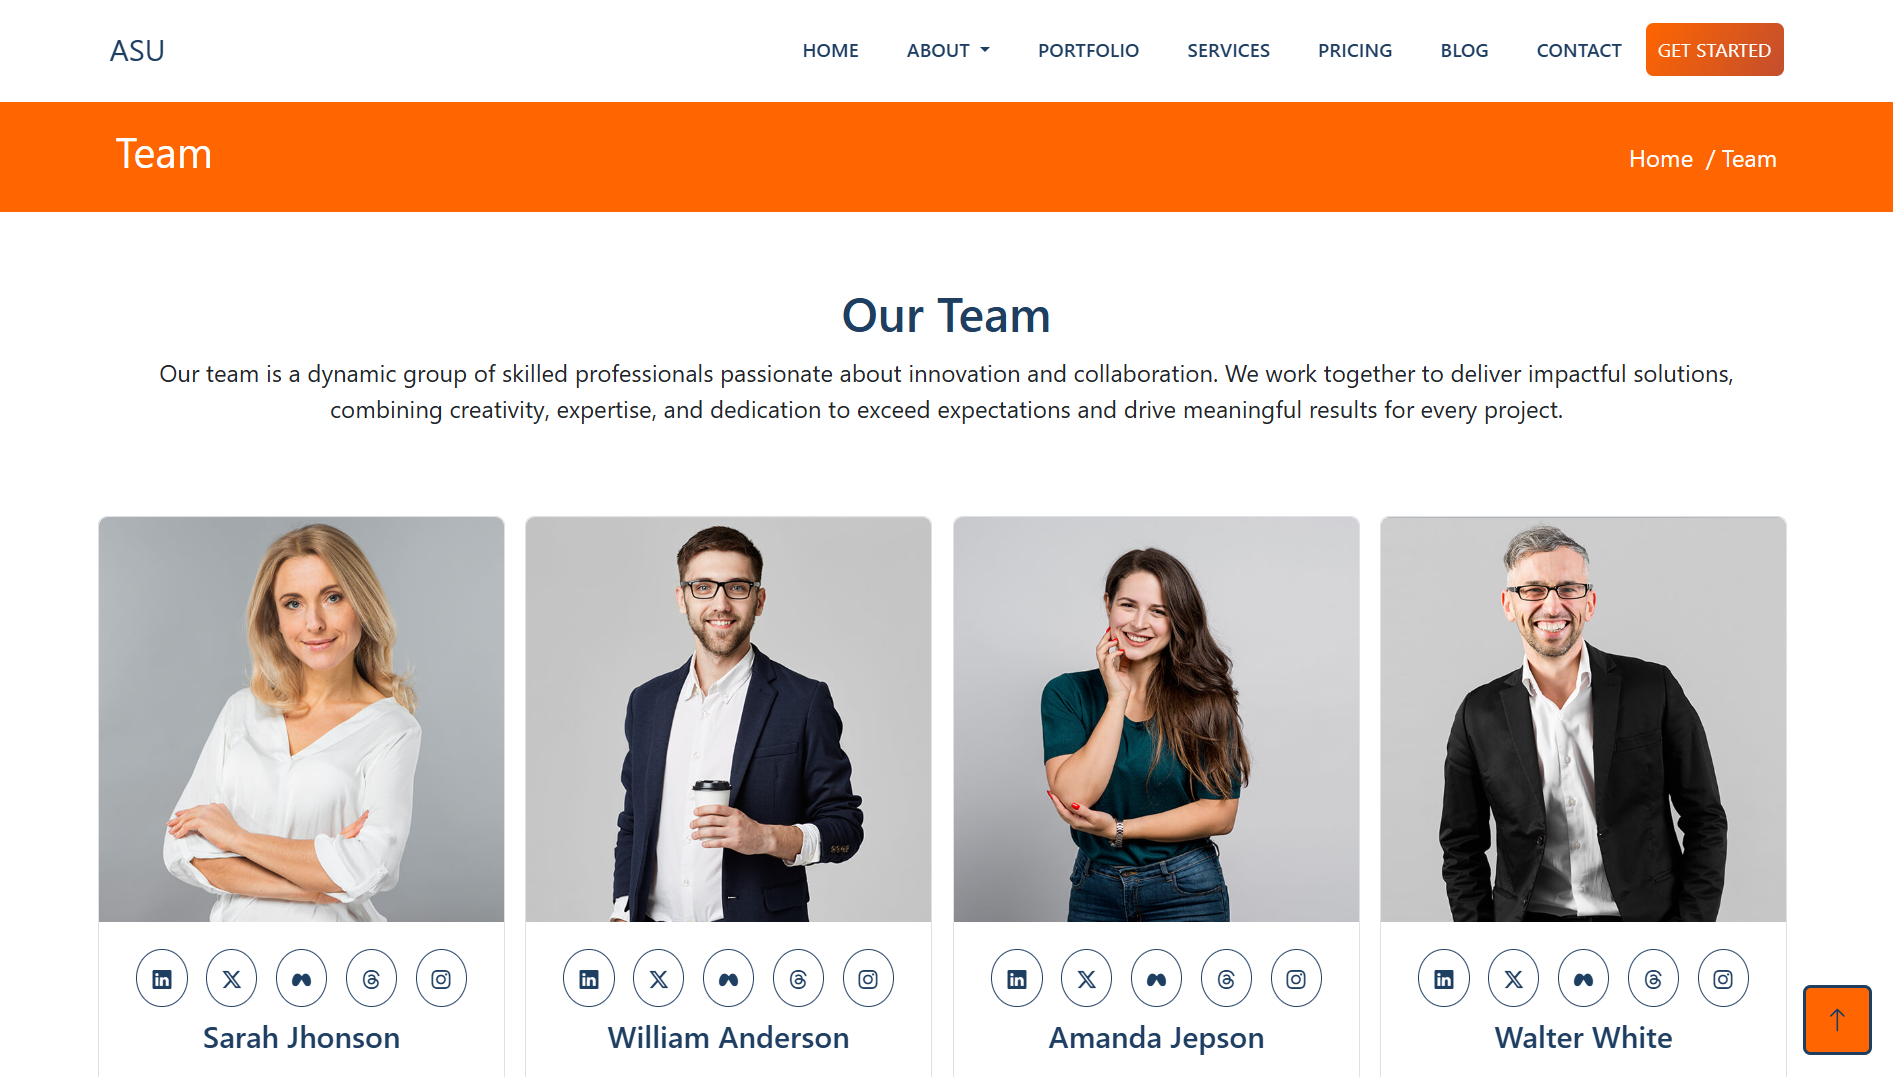 ASU
HOME ABOUT PORTFOLIO SERVICES PRICING BLOG CONTACT GET STARTED
Team
Home / Team
Our Team
Our team is a dynamic group of skilled professionals passionate about innovation and collaboration. We work together to deliver impactful solutions,
combining creativity, expertise, and dedication to exceed expectations and drive meaningful results for every project.
Sarah Jhonson
William Anderson
Amanda Jepson
Walter White